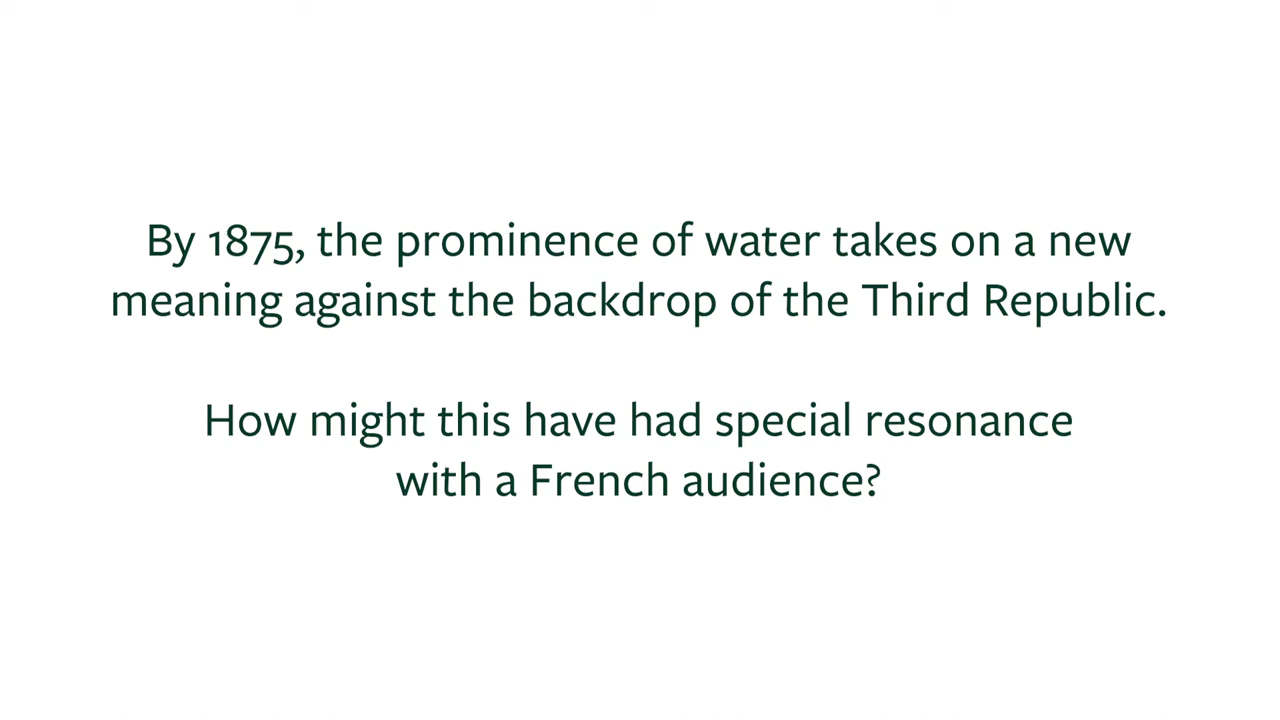 By 1875, the prominence of water takes on a new
meaning against the backdrop of the Third Republic.
How might this have had special resonance
with a French audience?